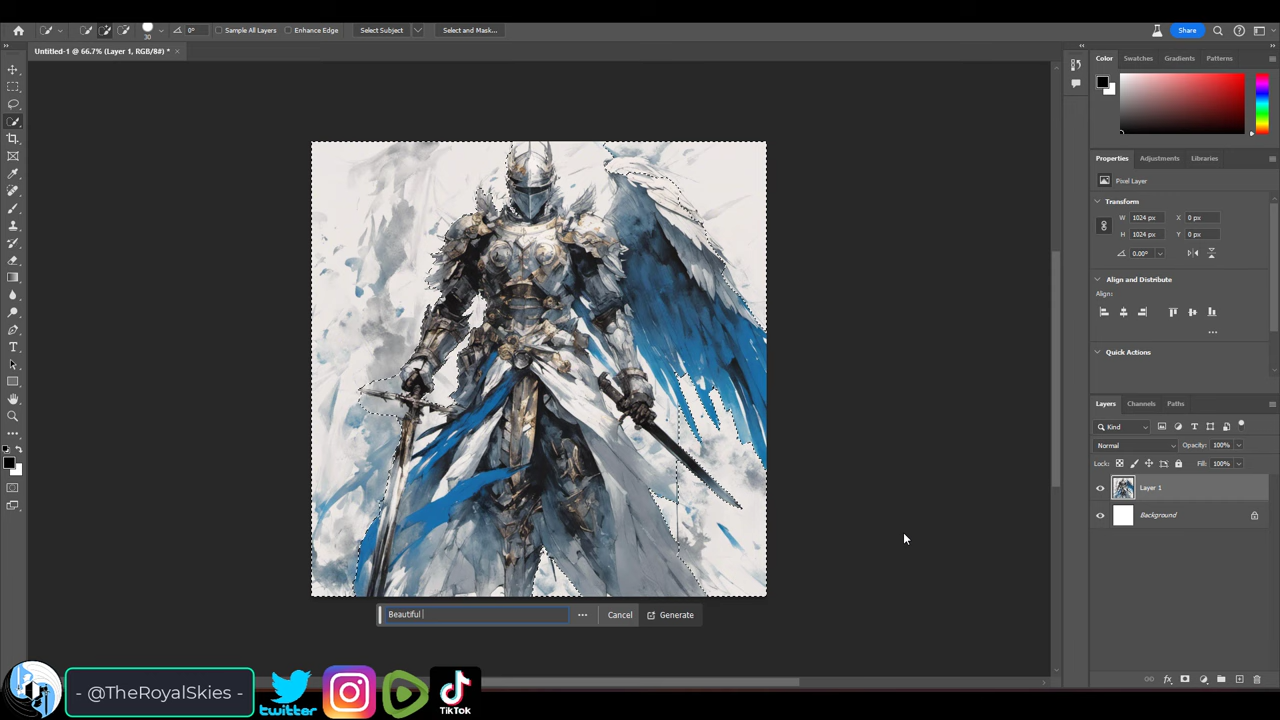 30
0°
Sample All Layers
Enhance Edge
Select Subject
Select and Mask...
Share
Untitled-1 @ 66.7% (Layer 1, RGB/8#) *
Color
Swatches
Gradients
Patterns
Properties
Adjustments
Libraries
Pixel Layer
Transform
W 1024 px X 0 px
H 1024 px Y 0 px
0.00°
Align and Distribute
Align:
Quick Actions
Layers
Channels
Paths
Kind
Normal
Opacity: 100%
Lock:
Fill: 100%
Layer 1
Background
Beautiful
Cancel
Generate
- @TheRoyalSkies -
twitter
TikTok